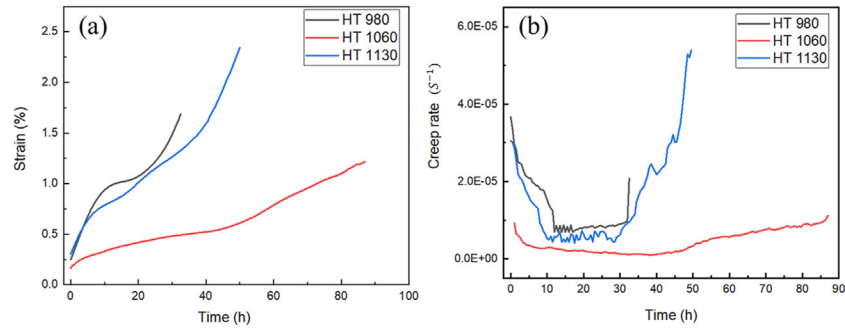 (a)
HT 980
HT 1060
HT 1130
2.5
2.0
1.5
1.0
0.5
0.0
Strain (%)
0
20
40
60
80
100
Time (h)
(b)
HT 980
HT 1060
HT 1130
6.0E-05
4.0E-05
2.0E-05
0.0E+00
Creep rate (S⁻¹)
0
10
20
30
40
50
60
70
80
90
Time (h)